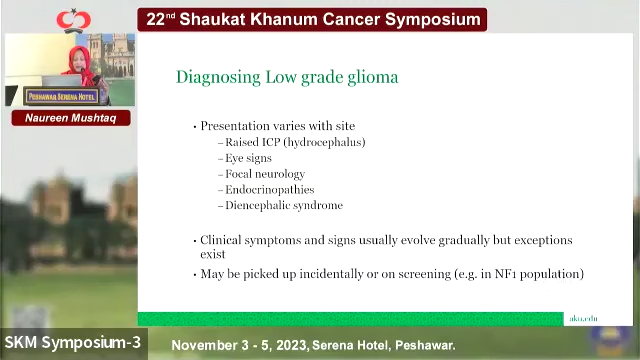 22nd Shaukat Khanum Cancer Symposium
PESHAWAR SERENA HOTEL
Naureen Mushtaq
Diagnosing Low grade glioma
• Presentation varies with site
– Raised ICP (hydrocephalus)
– Eye signs
– Focal neurology
– Endocrinopathies
– Diencephalic syndrome
• Clinical symptoms and signs usually evolve gradually but exceptions
exist
• May be picked up incidentally or on screening (e.g. in NF1 population)
aku.edu
SKM Symposium-3
November 3 - 5, 2023, Serena Hotel, Peshawar.